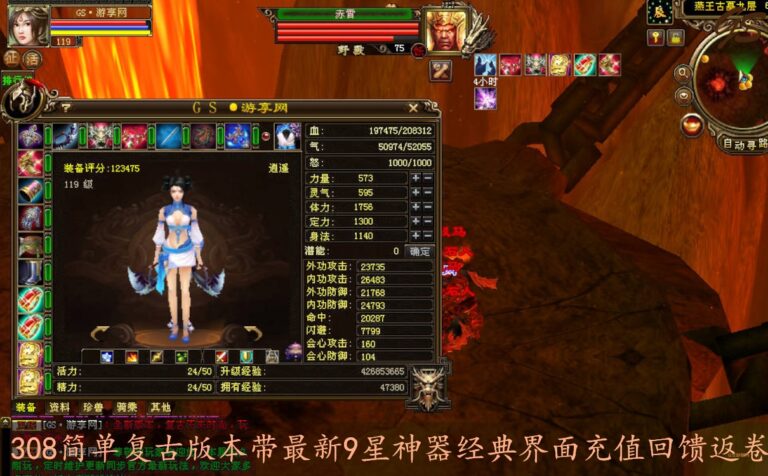 GS·游享网
119
赤霄
野兽
75
燕王古墓九层
4小时
自动寻路
GS ●游享网
装备评分:123475
逍遥
119 级
血: 197475/208312
气: 50974/52055
怒: 1000/1000
力量: 573
灵气: 595
体力: 1756
定力: 1300
身法: 1140
潜能: 0 确定
外功攻击: 23735
内功攻击: 26483
外功防御: 21768
内功防御: 24793
命中: 20287
闪避: 7799
会心攻击: 160
会心防御: 104
活力: 24/50 升级经验: 426853665
精力: 24/50 拥有经验: 47380
装备 资料 珍兽 骑乘 其他
[GS·游享网]
308简单复古版本带最新9星神器经典界面充值回馈返卷